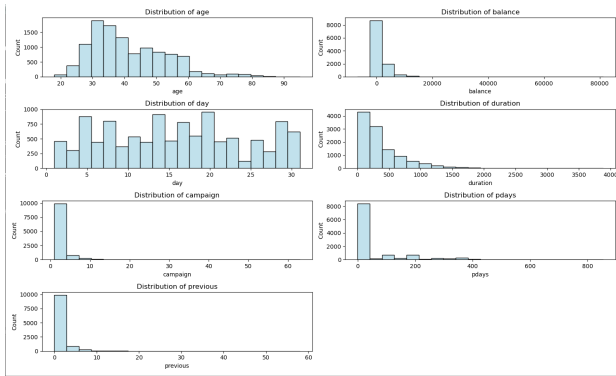 Distribution of age
Count
1500
1000
500
0
20 30 40 50 60 70 80 90
age
Distribution of balance
Count
8000
6000
4000
2000
0
0 20000 40000 60000 80000
balance
Distribution of day
Count
1000
750
500
250
0
0 5 10 15 20 25 30
day
Distribution of duration
Count
4000
3000
2000
1000
0
0 500 1000 1500 2000 2500 3000 3500 4000
duration
Distribution of campaign
Count
10000
7500
5000
2500
0
0 10 20 30 40 50 60
campaign
Distribution of pdays
Count
8000
6000
4000
2000
0
0 200 400 600 800
pdays
Distribution of previous
Count
10000
7500
5000
2500
0
0 10 20 30 40 50 60
previous